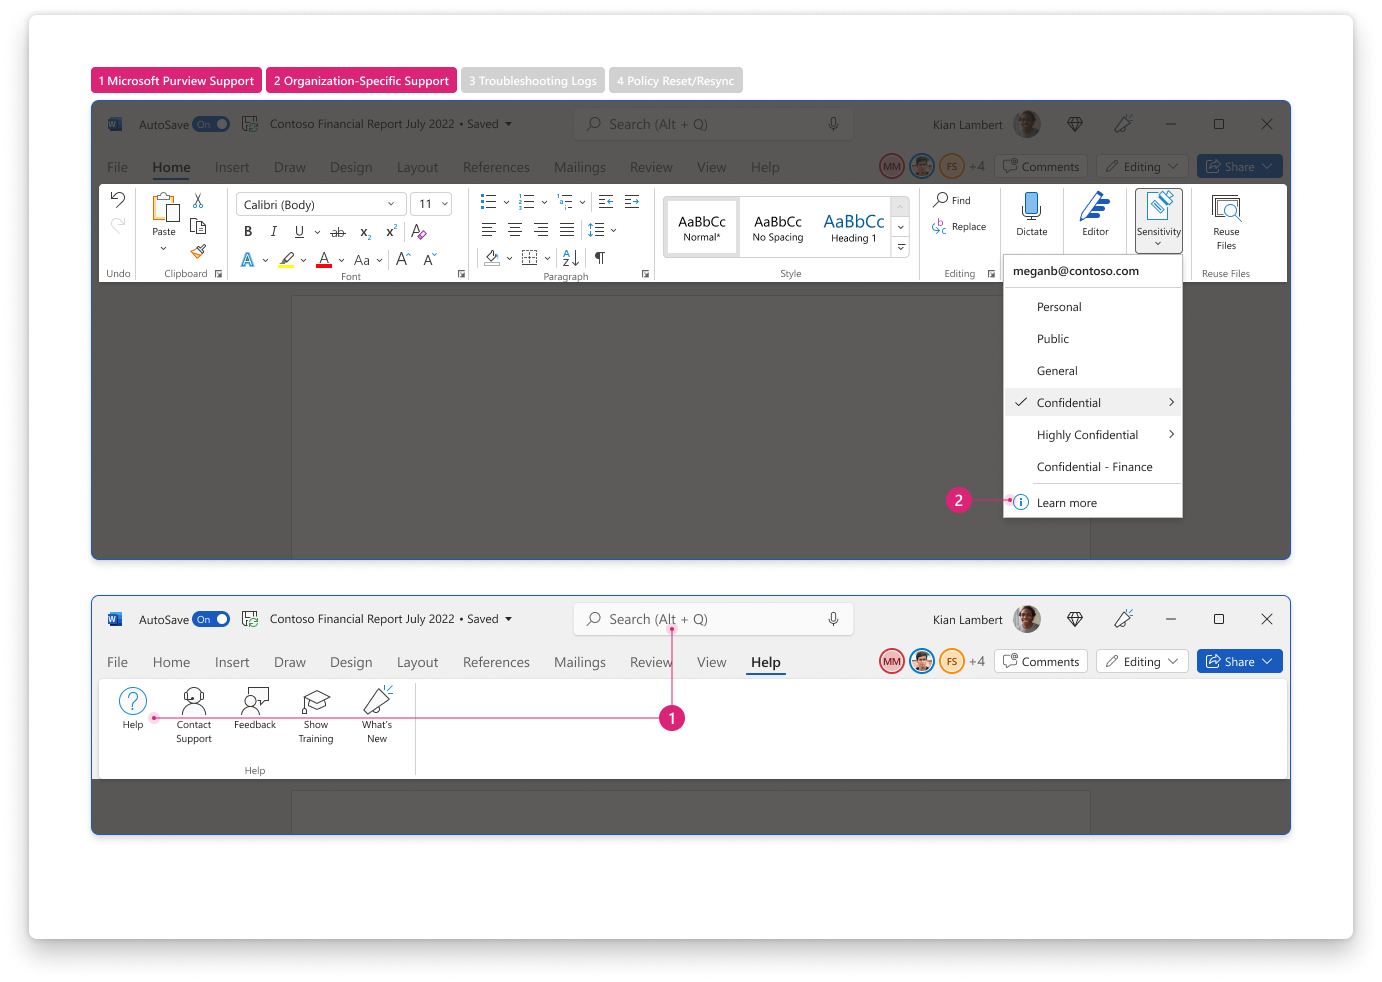 1 Microsoft Purview Support
2 Organization-Specific Support
3 Troubleshooting Logs
4 Policy Reset/Resync
W
AutoSave On
Contoso Financial Report July 2022 • Saved
Search (Alt + Q)
Kian Lambert
File Home Insert Draw Design Layout References Mailings Review View Help
MM FS +4
Comments
Editing
Share
Undo
Paste
Clipboard
Calibri (Body) 11
B I U ab x₂ x²
A A Aa A A
Font
Paragraph
AaBbCc AaBbCc AaBbCc
Normal* No Spacing Heading 1
Style
Find
Replace
Editing
Dictate
Editor
Sensitivity
Reuse
Files
Reuse Files
meganb@contoso.com
Personal
Public
General
Confidential
Highly Confidential
Confidential - Finance
2
Learn more
W
AutoSave On
Contoso Financial Report July 2022 • Saved
Search (Alt + Q)
Kian Lambert
File Home Insert Draw Design Layout References Mailings Review View Help
MM FS +4
Comments
Editing
Share
Help
Contact
Support
Feedback
Show
Training
What's
New
1
Help